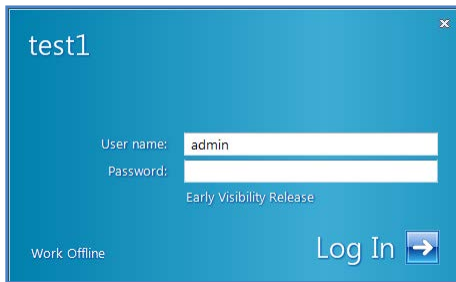 test1
User name: admin
Password:
Early Visibility Release
Work Offline
Log In